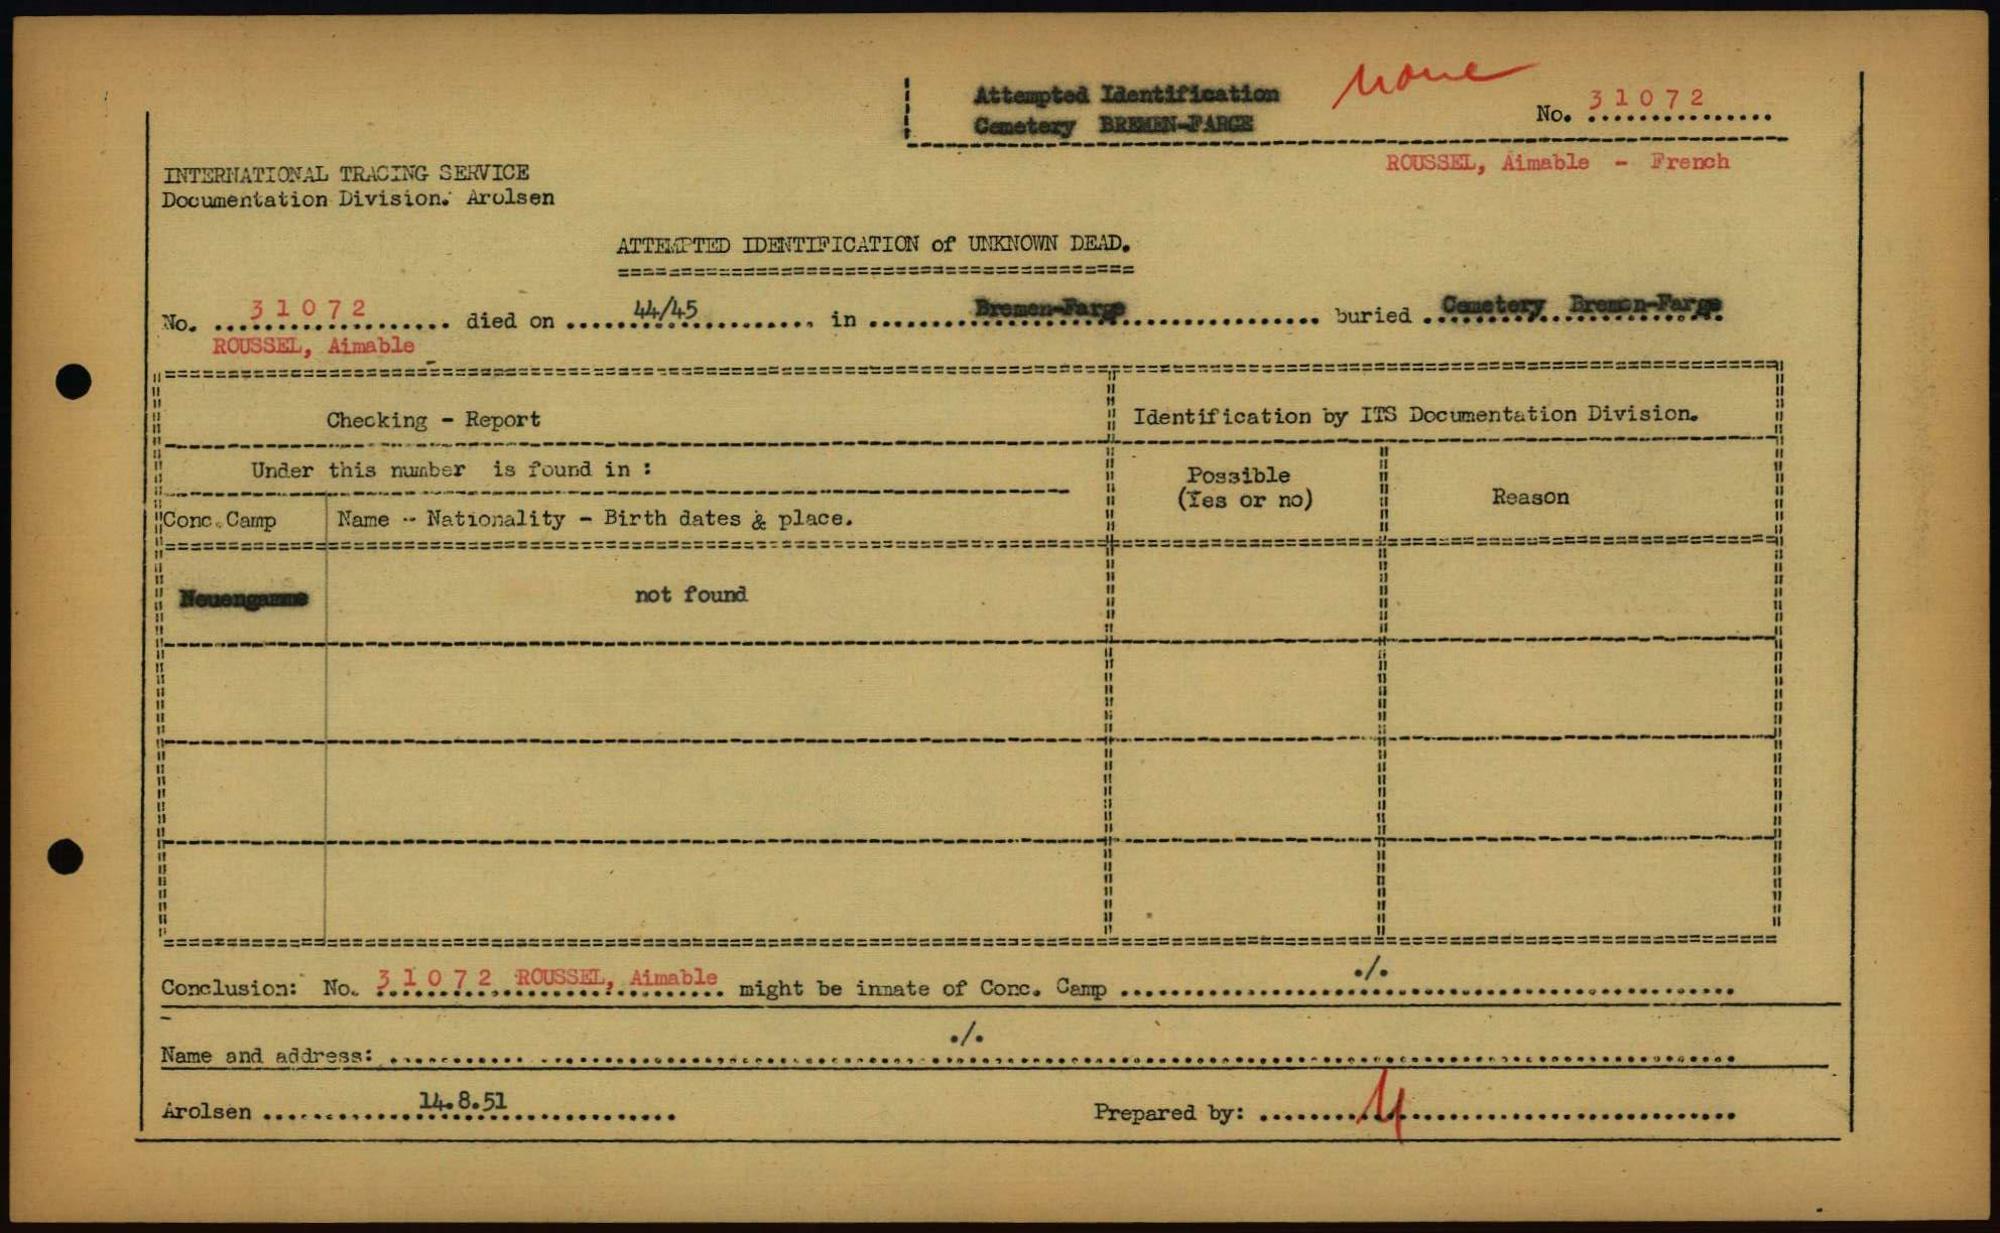 Attempted Identification
Cemetery BREMEN-FARGE
none
No. 31072
ROUSSEL, Aimable - French
INTERNATIONAL TRACING SERVICE
Documentation Division. Arolsen
ATTEMPTED IDENTIFICATION of UNKNOWN DEAD.
No. 31072 died on 44/45 in Bremen-Farge buried Cemetery Bremen-Farge
ROUSSEL, Aimable
Checking - Report
Identification by ITS Documentation Division.
Under this number is found in :
Possible
(Yes or no)
Reason
Conc.Camp
Name - Nationality - Birth dates & place.
Neuengamme
not found
Conclusion: No. 31072 ROUSSEL, Aimable might be inmate of Conc. Camp ./.
Name and address: ./.
Arolsen 14.8.51
Prepared by: